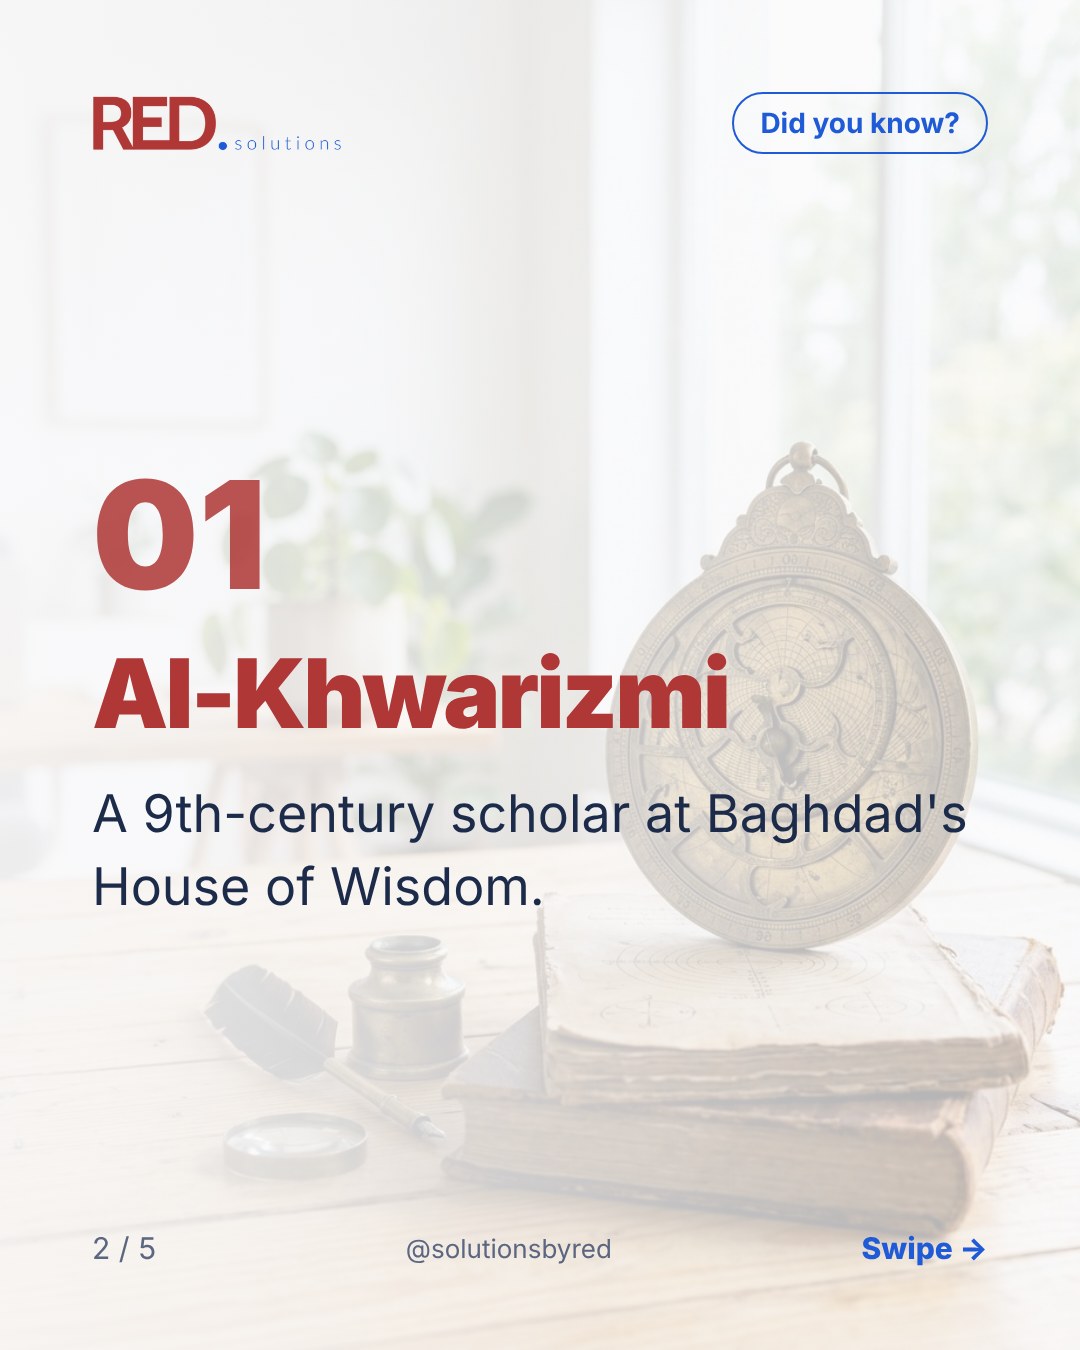 RED.solutions
Did you know?
01
Al-Khwarizmi
A 9th-century scholar at Baghdad's
House of Wisdom.
2 / 5
@solutionsbyred
Swipe →